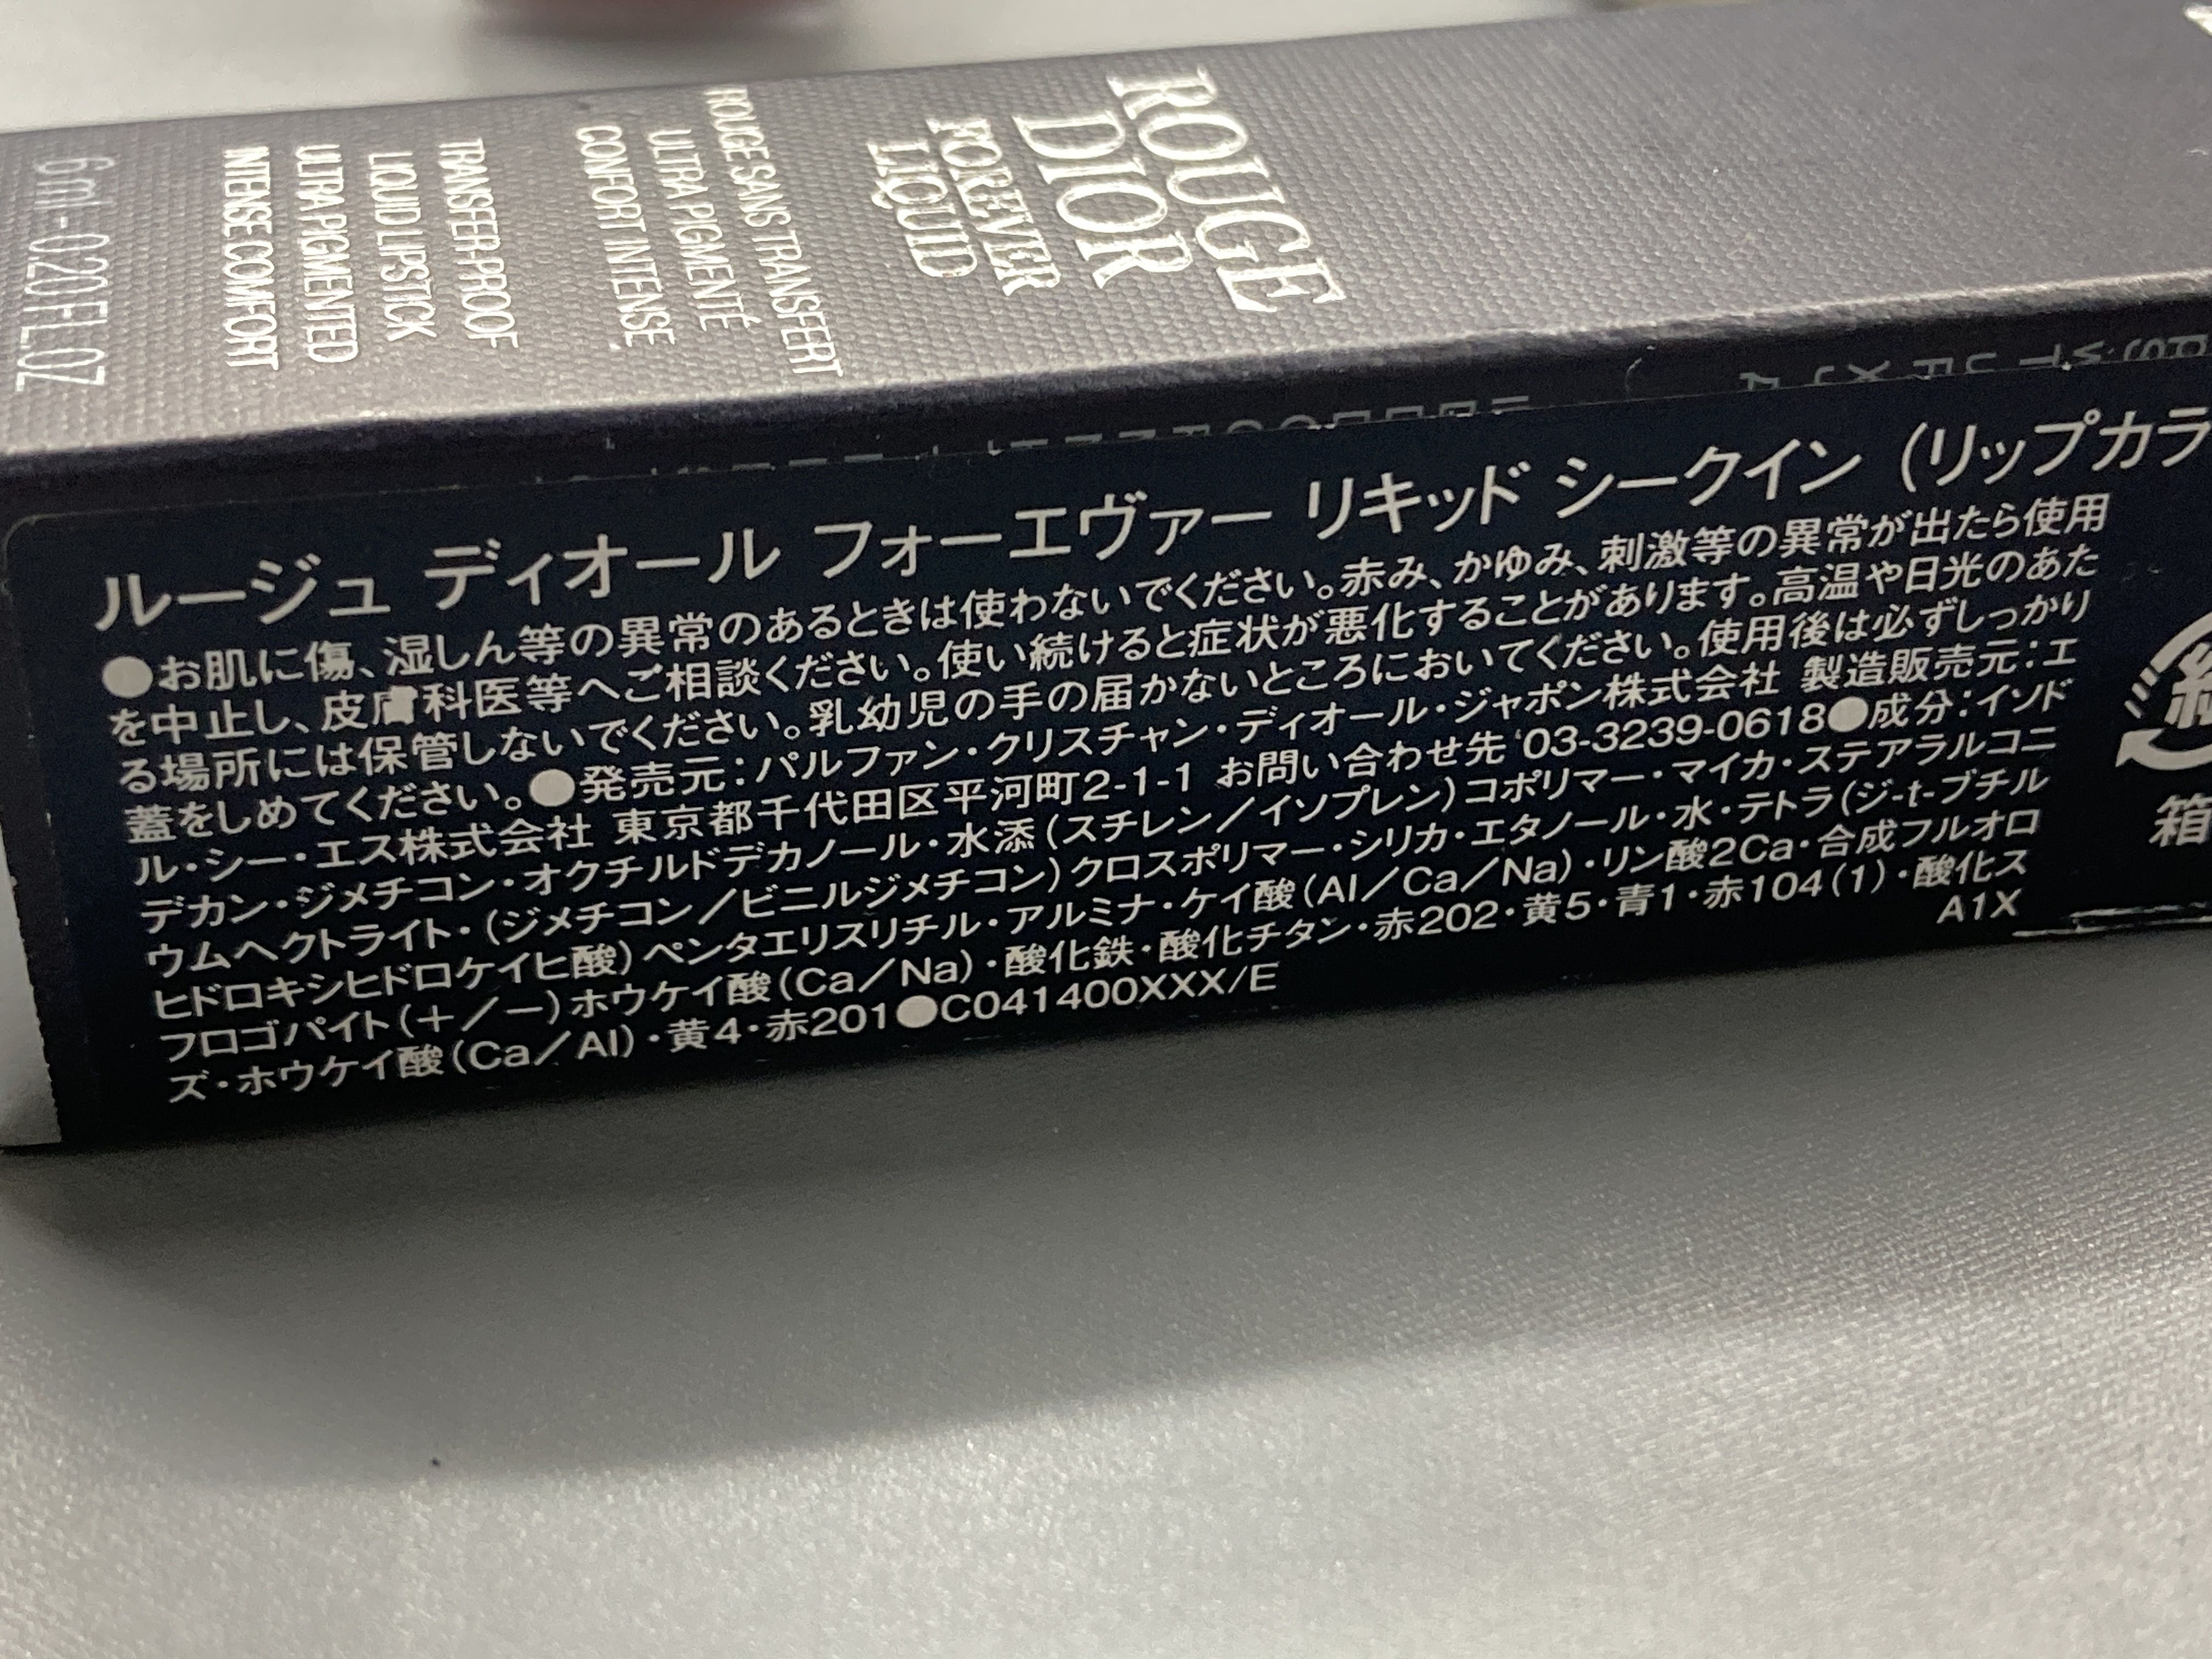 ROUGE
DIOR
FOREVER
LIQUID
ROUGE SANS TRANSFERT
ULTRA PIGMENTÉ
CONFORT INTENSE
TRANSFER-PROOF
LIQUID LIPSTICK
ULTRA PIGMENTED
INTENSE COMFORT
6ml-0.20FL.OZ
ルージュ ディオール フォーエヴァー リキッド シークイン (リップカラ
●お肌に傷、湿しん等の異常のあるときは使わないでください。赤み、かゆみ、刺激等の異常が出たら使用
を中止し、皮膚科医等へご相談ください。使い続けると症状が悪化することがあります。高温や日光のあた
る場所には保管しないでください。乳幼児の手の届かないところにおいてください。使用後は必ずしっかり
蓋をしめてください。●発売元:パルファン・クリスチャン・ディオール・ジャポン株式会社 製造販売元:エ
ル・シー・エス株式会社 東京都千代田区平河町2-1-1 お問い合わせ先 03-3239-0618●成分:イソド
デカン・ジメチコン・オクチルドデカノール・水添(スチレン/イソプレン)コポリマー・マイカ・ステアラルコニ
ウムヘクトライト・(ジメチコン/ビニルジメチコン)クロスポリマー・シリカ・エタノール・水・テトラ(ジ-t-ブチル
ヒドロキシヒドロケイヒ酸)ペンタエリスリチル・アルミナ・ケイ酸(Al/Ca/Na)・リン酸2Ca・合成フルオロ
フロゴパイト(+/-)ホウケイ酸(Ca/Na)・酸化鉄・酸化チタン・赤202・黄5・青1・赤104(1)・酸化ス
ズ・ホウケイ酸(Ca/Al)・黄4・赤201●C041400XXX/E
A1X
箱